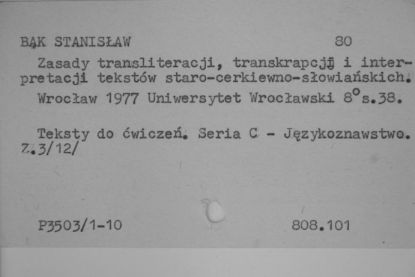 BĄK STANISŁAW 80
Zasady transliteracji, transkrapcji i inter-
pretacji tekstów staro-cerkiewno-słowiańskich.
Wrocław 1977 Uniwersytet Wrocławski 8° s.38.
Teksty do ćwiczeń. Seria C - Językoznawstwo.
Z.3/12/
P3503/1-10 808.101